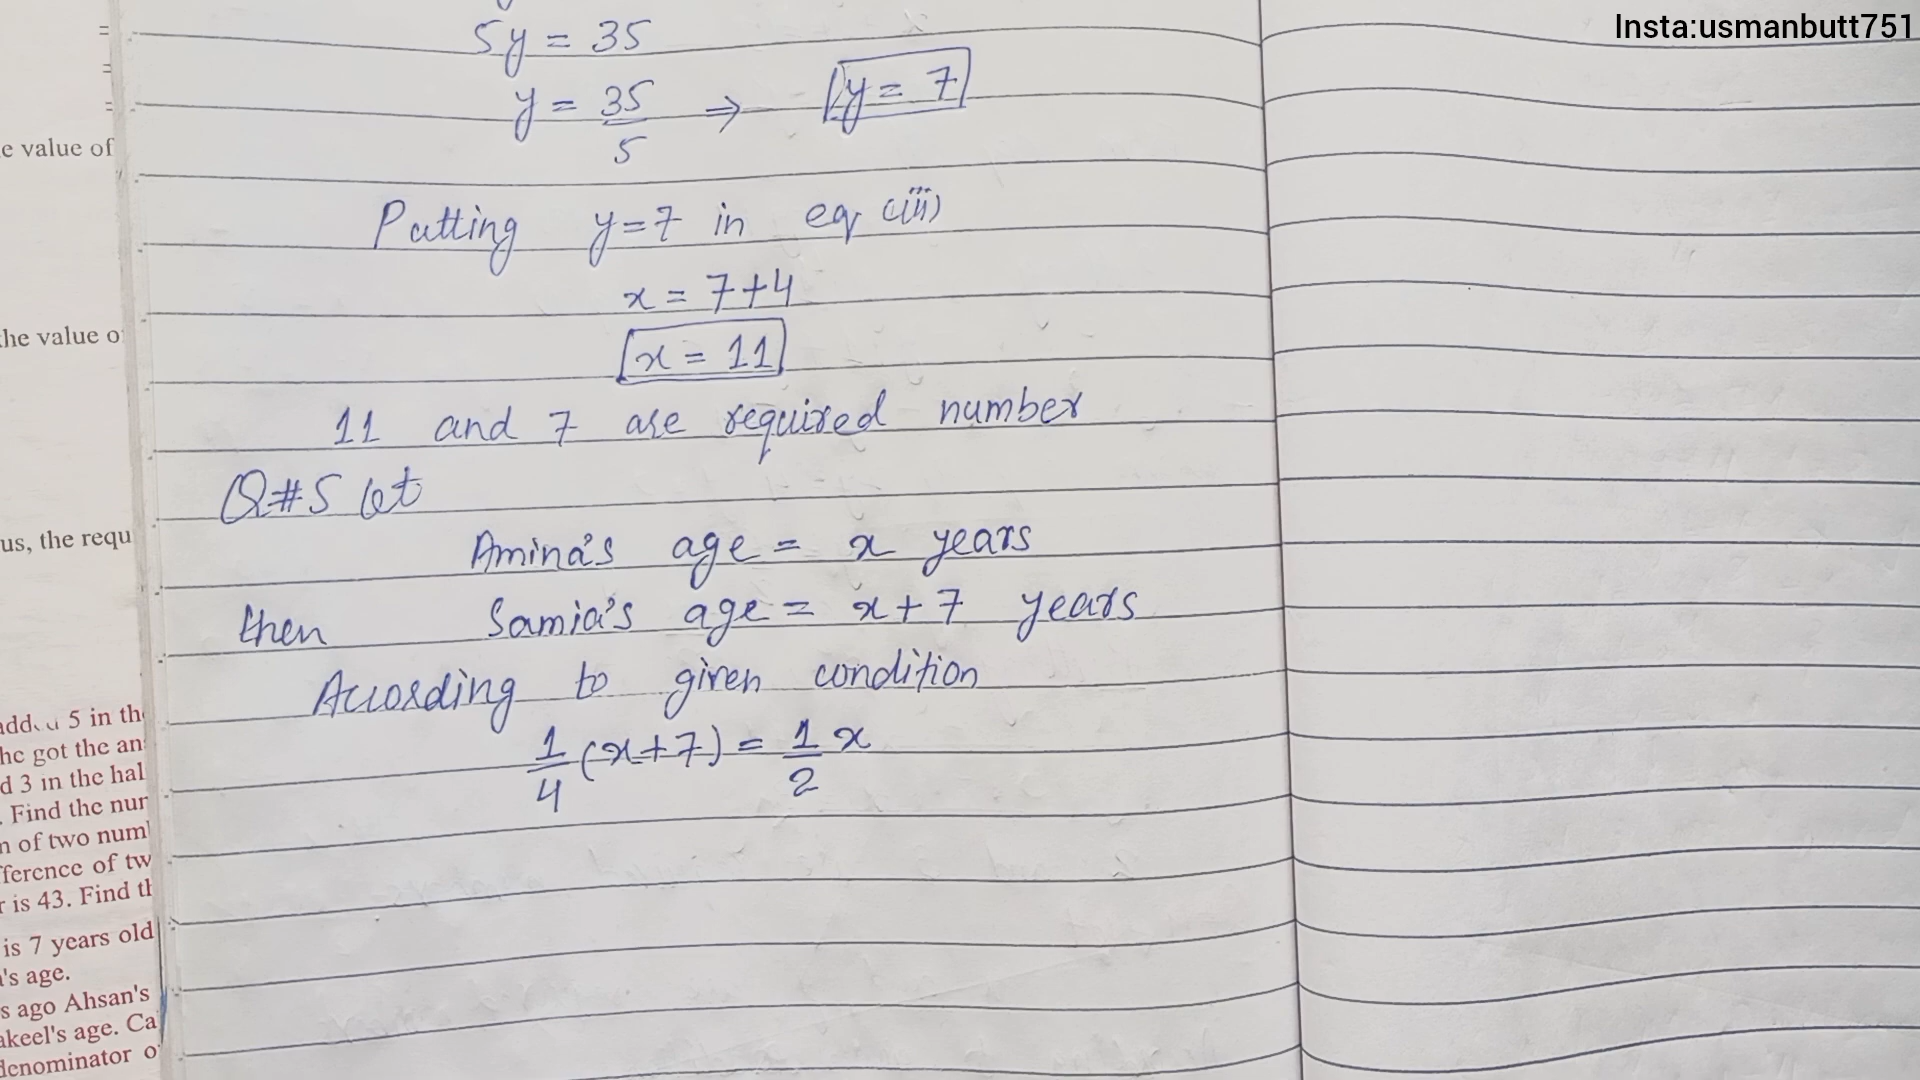 Insta:usmanbutt751
5y = 35
y = 35/5 ⇒ y = 7
Putting y=7 in eq (iii)
x = 7+4
x = 11
11 and 7 are required number
Q#5 let
Amina's age = x years
then Samia's age = x+7 years
According to given condition
1/4 (x+7) = 1/2 x
e value of
the value o
us, the requ
5 in the
he got the an
d 3 in the hal
. Find the nur
n of two num
fference of tw
r is 43. Find th
is 7 years old
's age.
s ago Ahsan's
akeel's age. Ca
denominator o